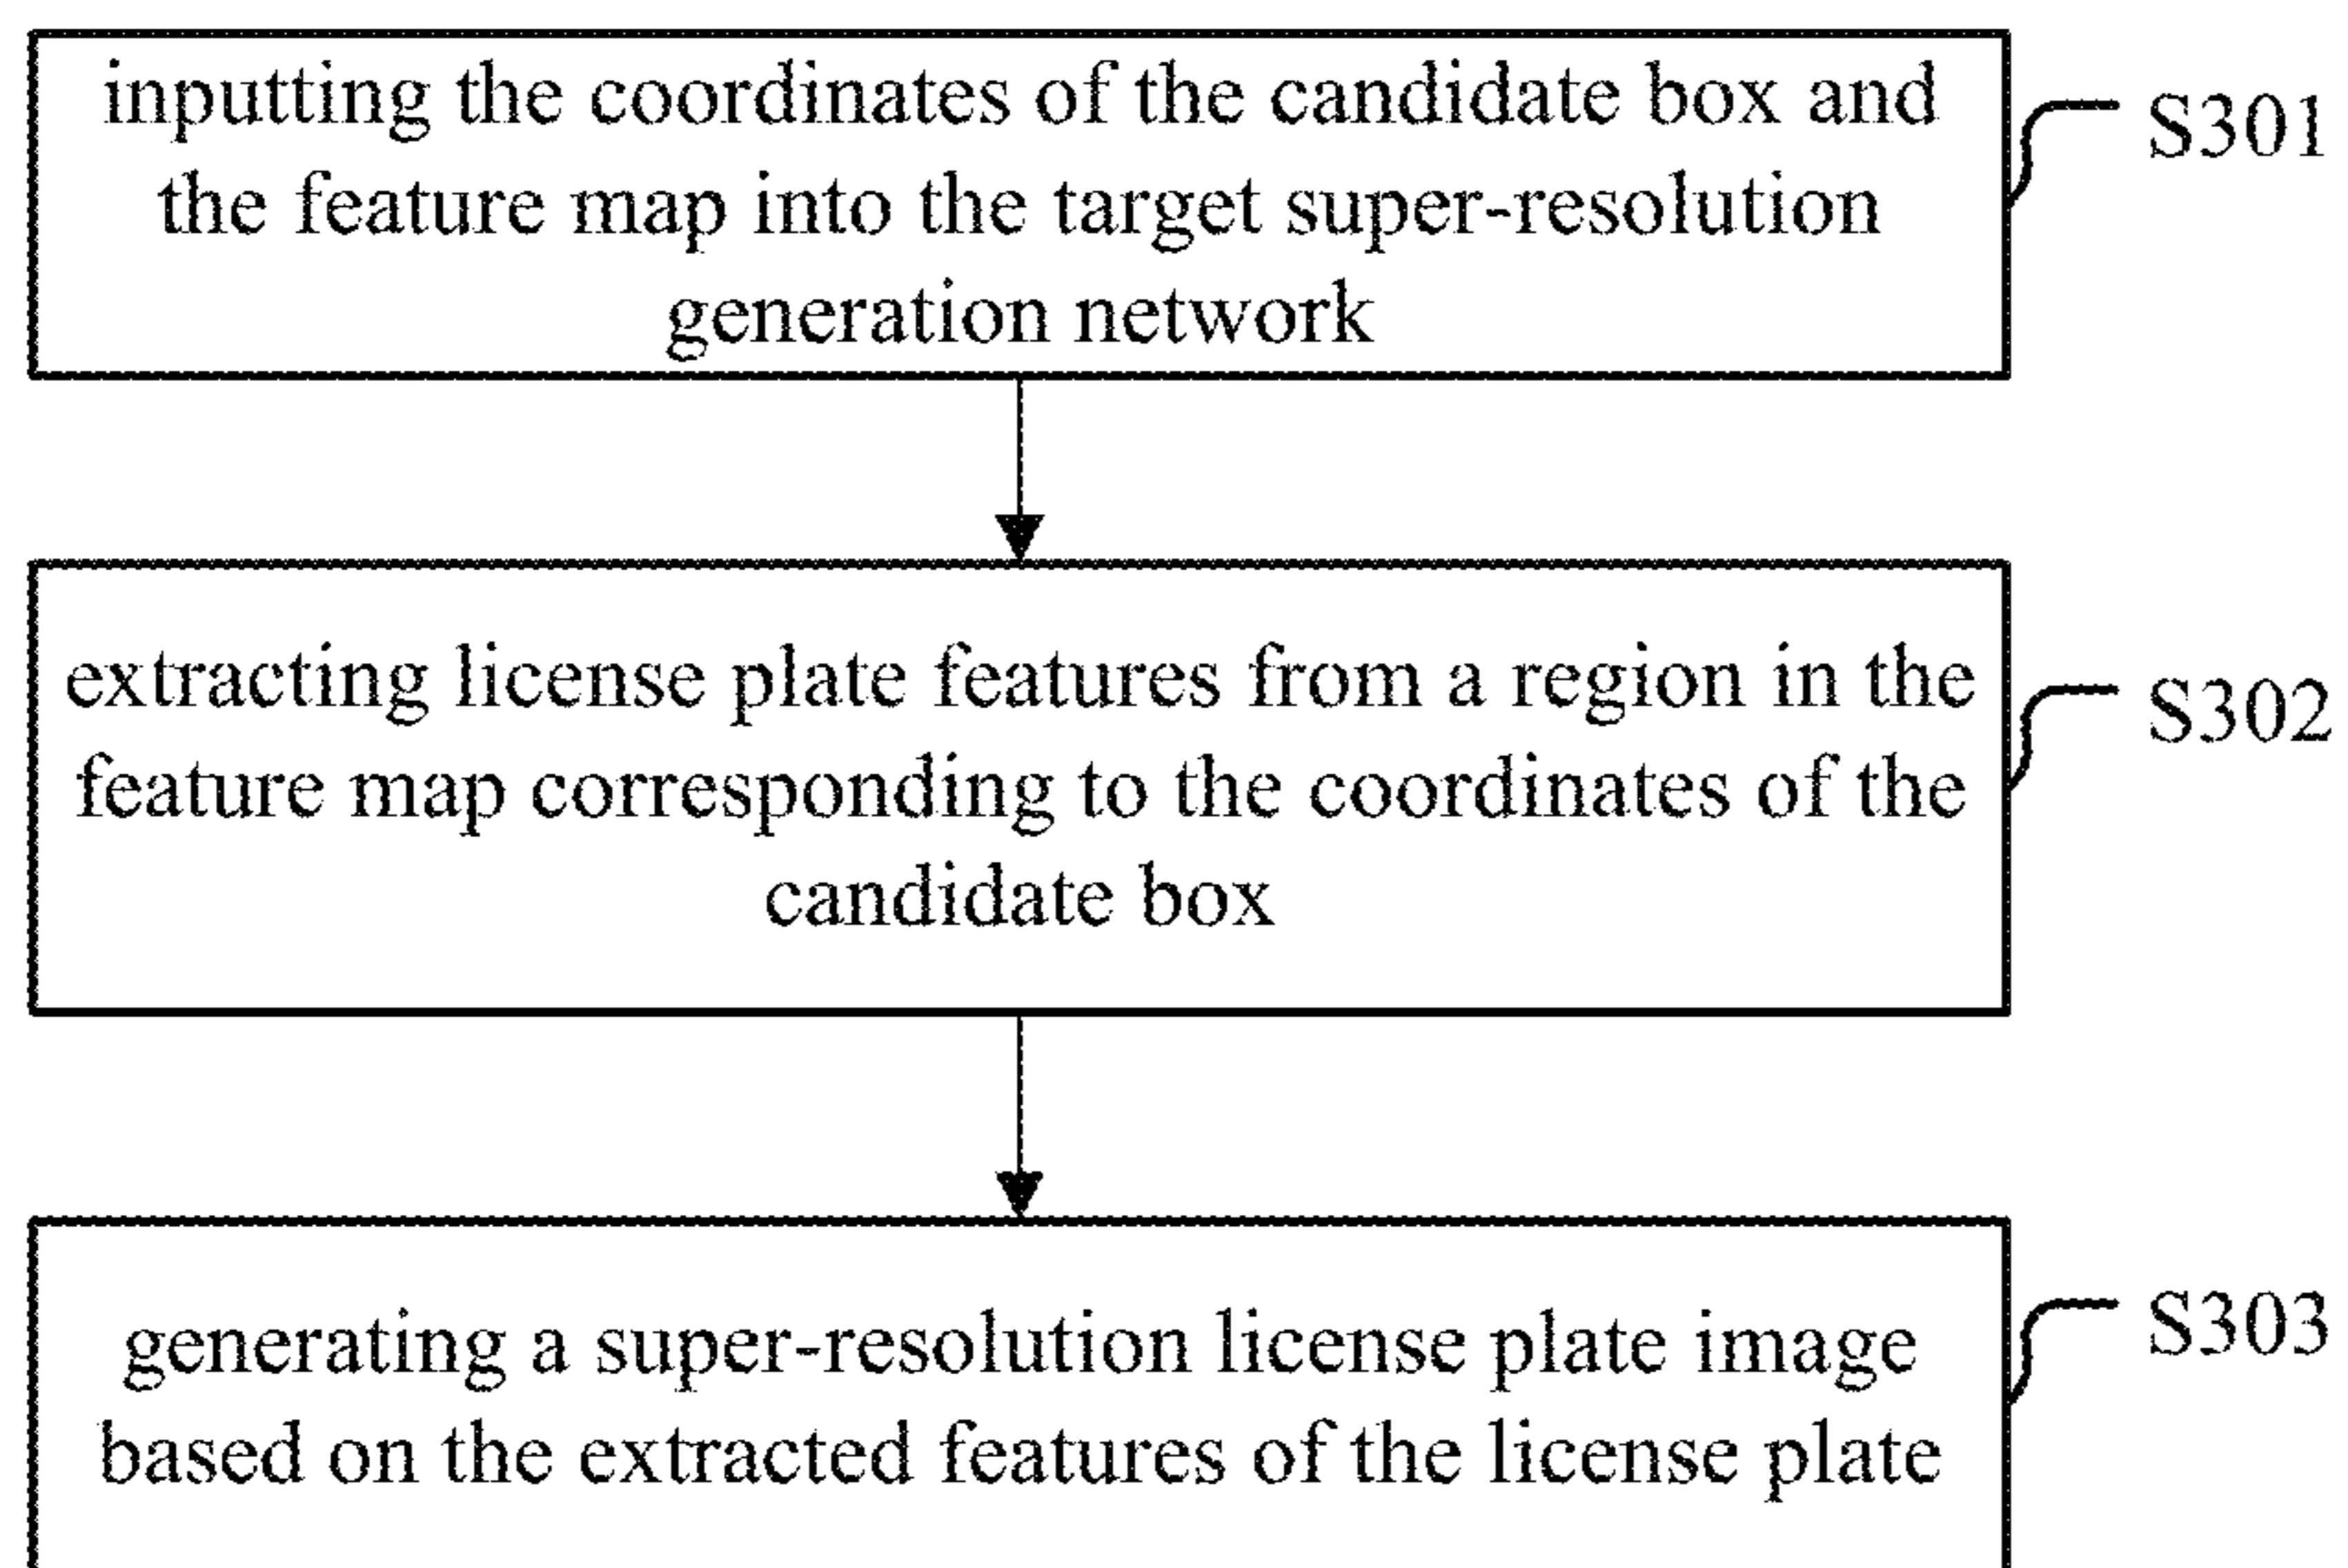 inputting the coordinates of the candidate box and
the feature map into the target super-resolution
generation network
S301
extracting license plate features from a region in the
feature map corresponding to the coordinates of the
candidate box
S302
generating a super-resolution license plate image
based on the extracted features of the license plate
S303